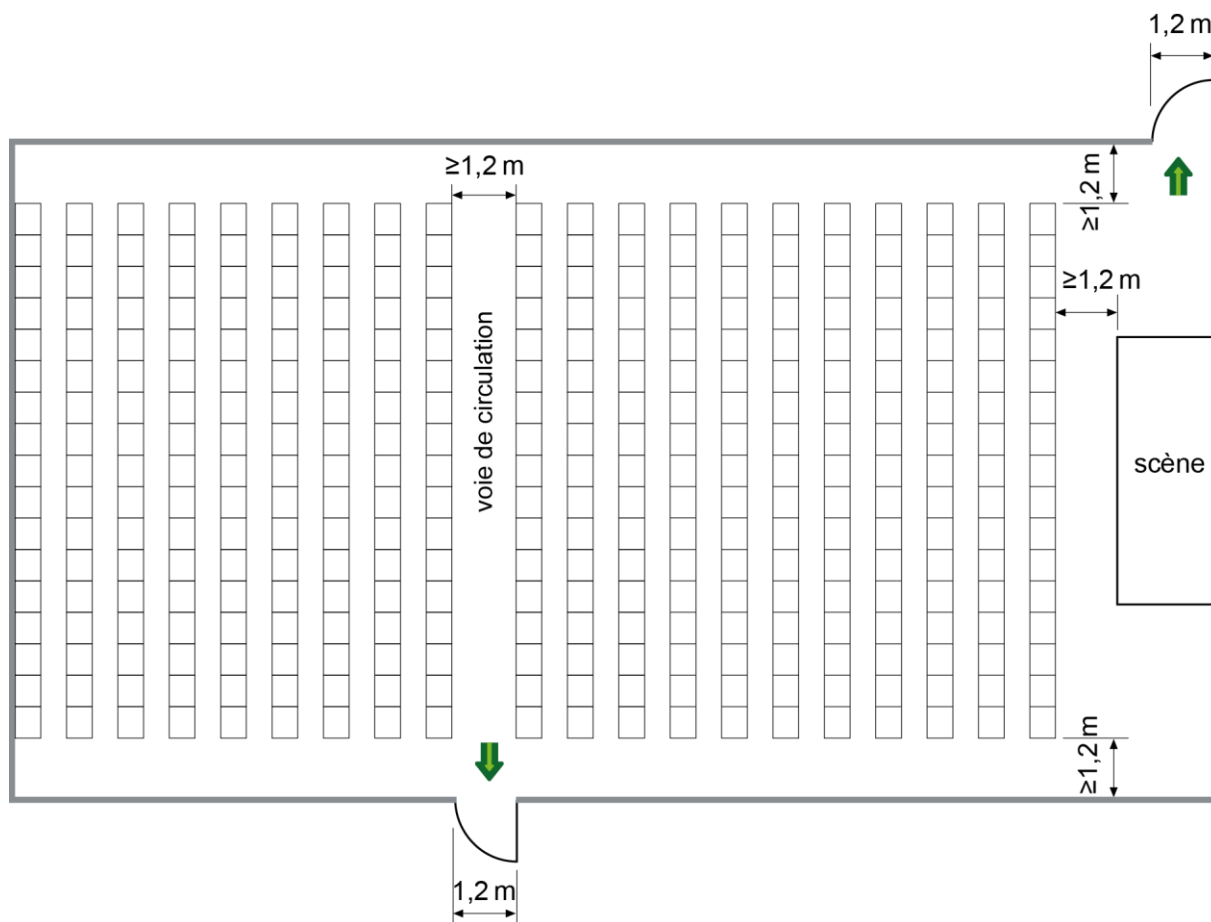 1,2 m
≥1,2 m
≥1,2 m
≥1,2 m
voie de circulation
scène
≥1,2 m
1,2 m